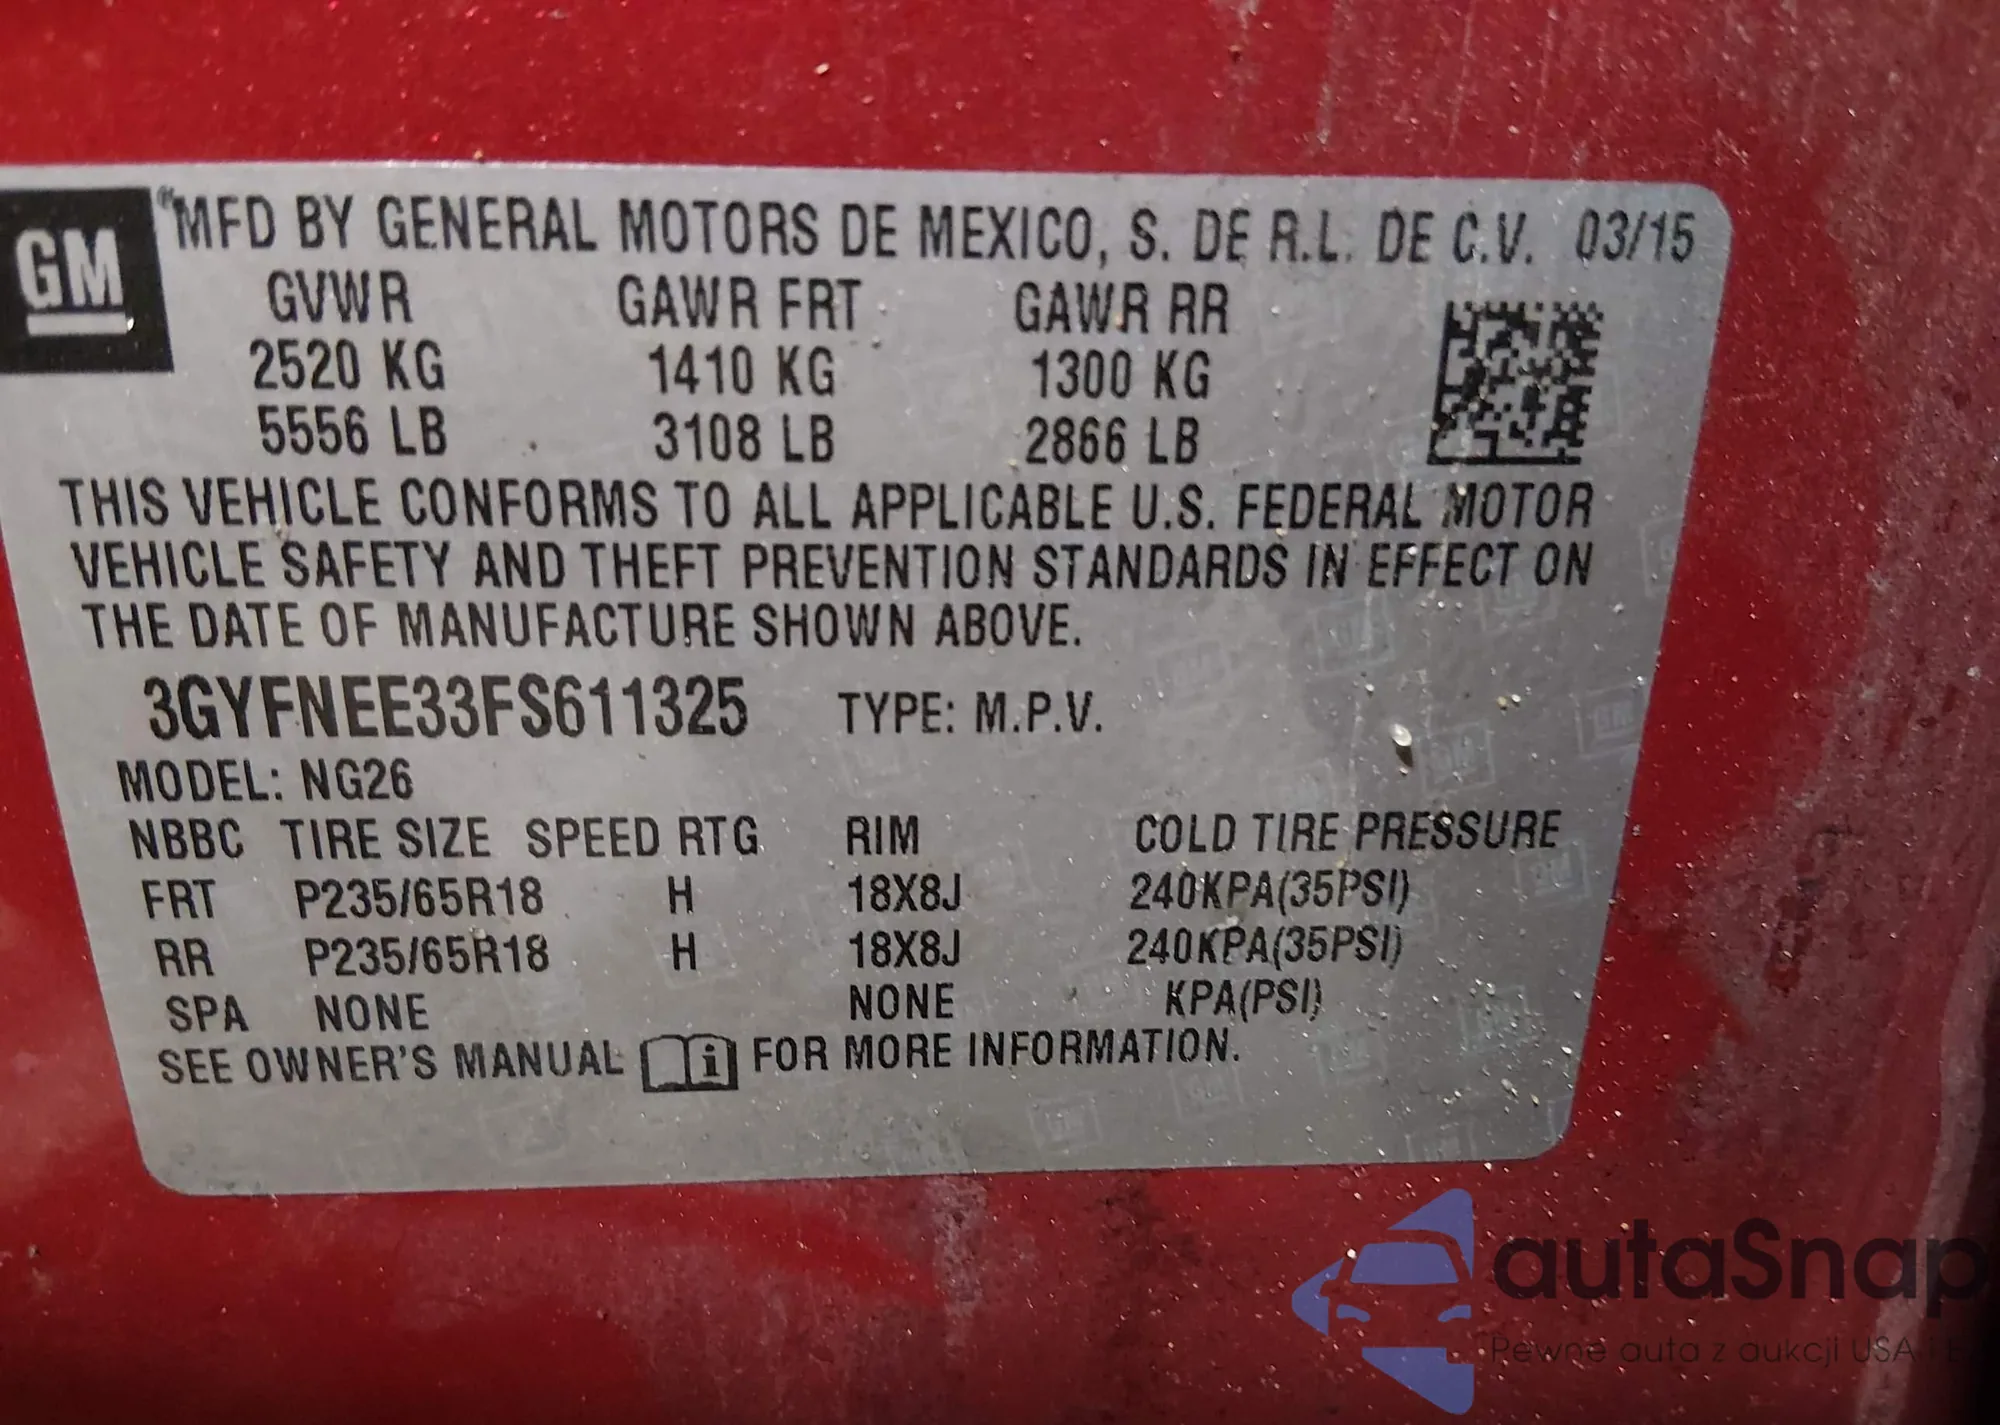 GM
MFD BY GENERAL MOTORS DE MEXICO, S. DE R.L. DE C.V. 03/15
GVWR GAWR FRT GAWR RR
2520 KG 1410 KG 1300 KG
5556 LB 3108 LB 2866 LB
THIS VEHICLE CONFORMS TO ALL APPLICABLE U.S. FEDERAL MOTOR
VEHICLE SAFETY AND THEFT PREVENTION STANDARDS IN EFFECT ON
THE DATE OF MANUFACTURE SHOWN ABOVE.
3GYFNEE33FS611325 TYPE: M.P.V.
MODEL: NG26
NBBC TIRE SIZE SPEED RTG RIM COLD TIRE PRESSURE
FRT P235/65R18 H 18X8J 240KPA(35PSI)
RR P235/65R18 H 18X8J 240KPA(35PSI)
SPA NONE NONE KPA(PSI)
SEE OWNER'S MANUAL i FOR MORE INFORMATION.
autaSnap
Pewne auta z aukcji USA i